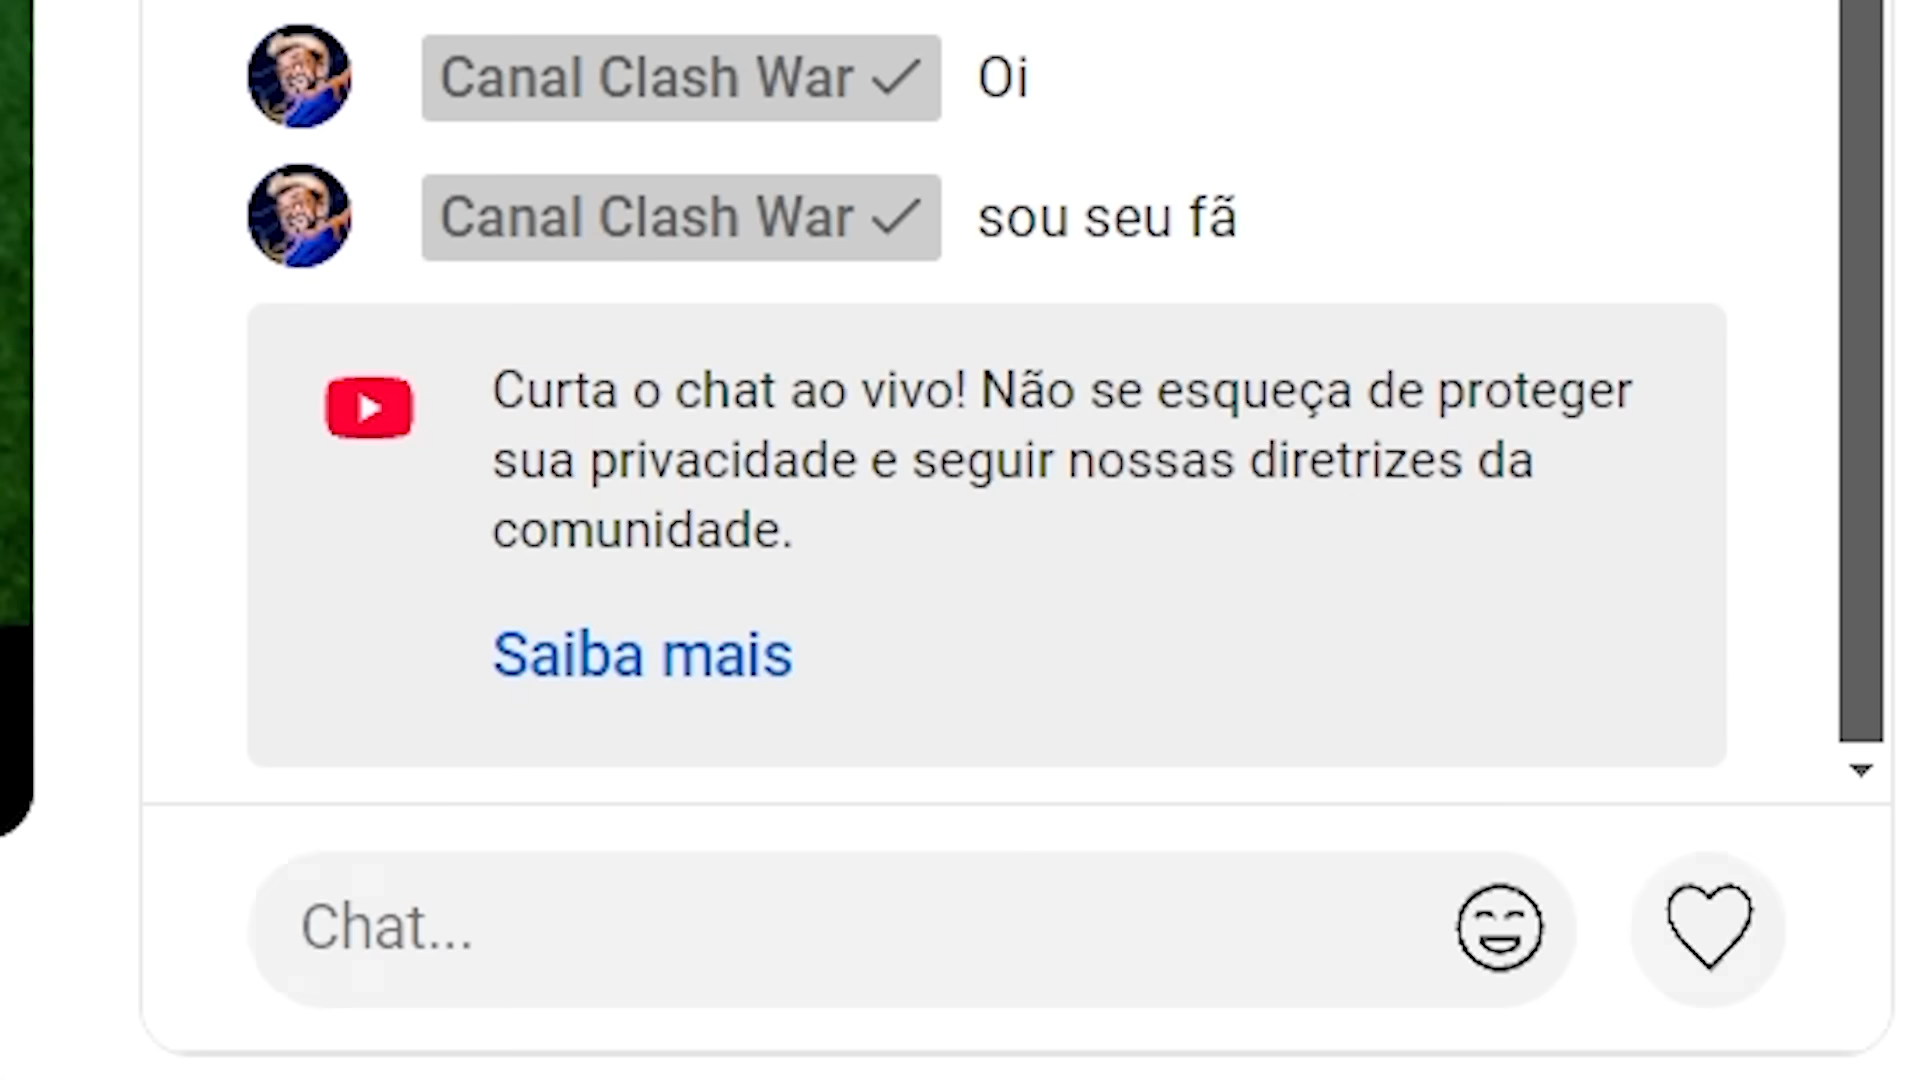 Canal Clash War ✓ Oi
Canal Clash War ✓ sou seu fã
Curta o chat ao vivo! Não se esqueça de proteger
sua privacidade e seguir nossas diretrizes da
comunidade.
Saiba mais
Chat...